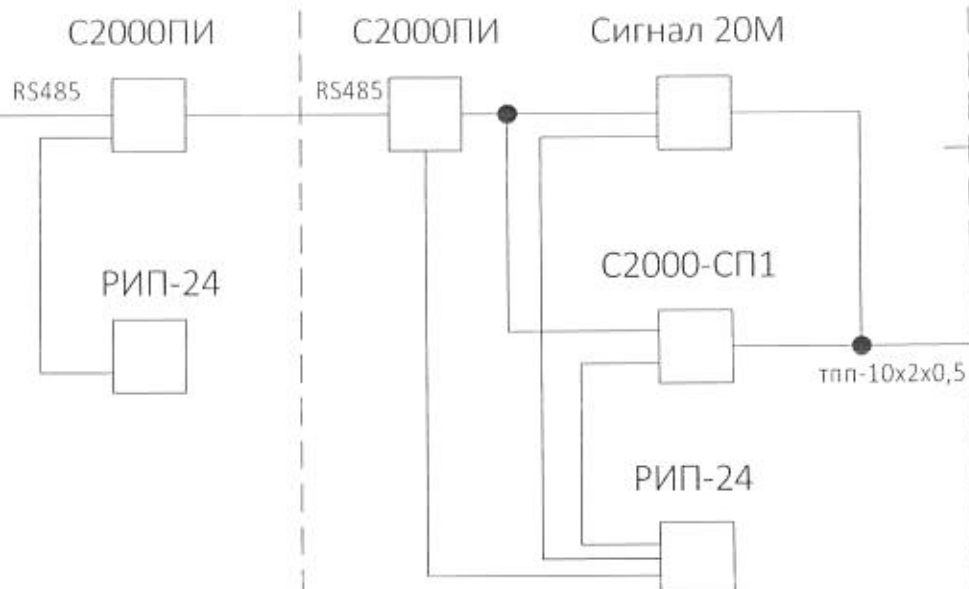 С2000ПИ
С2000ПИ
Сигнал 20М
RS485
RS485
РИП-24
С2000-СП1
тпп-10х2х0,5
РИП-24